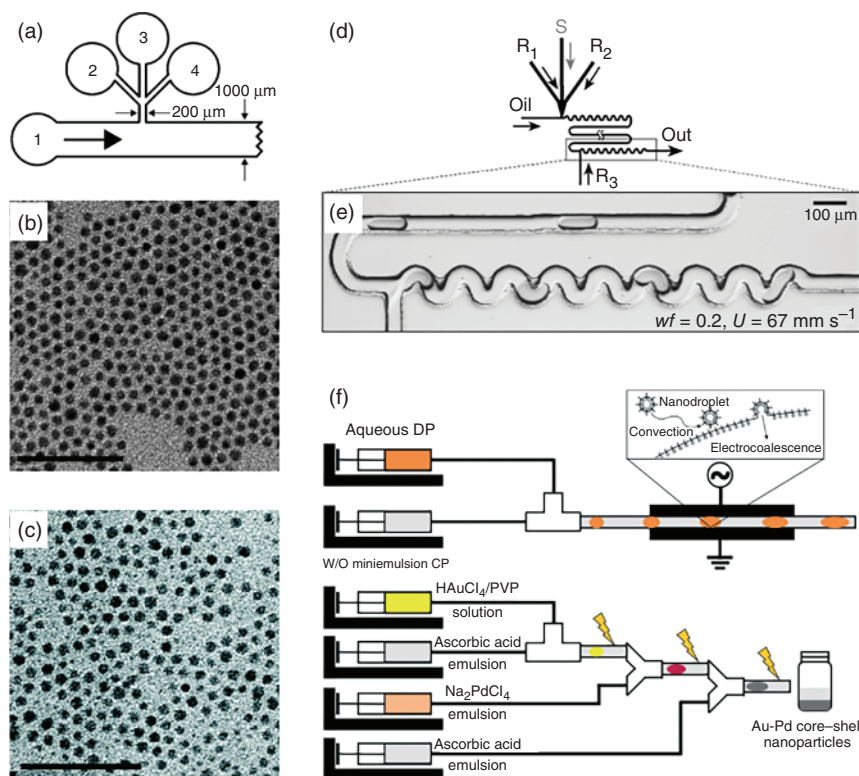 (a)
3
2
4
1000 μm
200 μm
1
(b)
(c)
(d)
S
R1
R2
Oil
Out
R3
(e)
100 μm
wf = 0.2, U = 67 mm s⁻¹
(f)
Nanodroplet
Convection
Electrocoalescence
Aqueous DP
W/O miniemulsion CP
HAuCl₄/PVP
solution
Ascorbic acid
emulsion
Na₂PdCl₄
emulsion
Ascorbic acid
emulsion
Au-Pd core–shell
nanoparticles